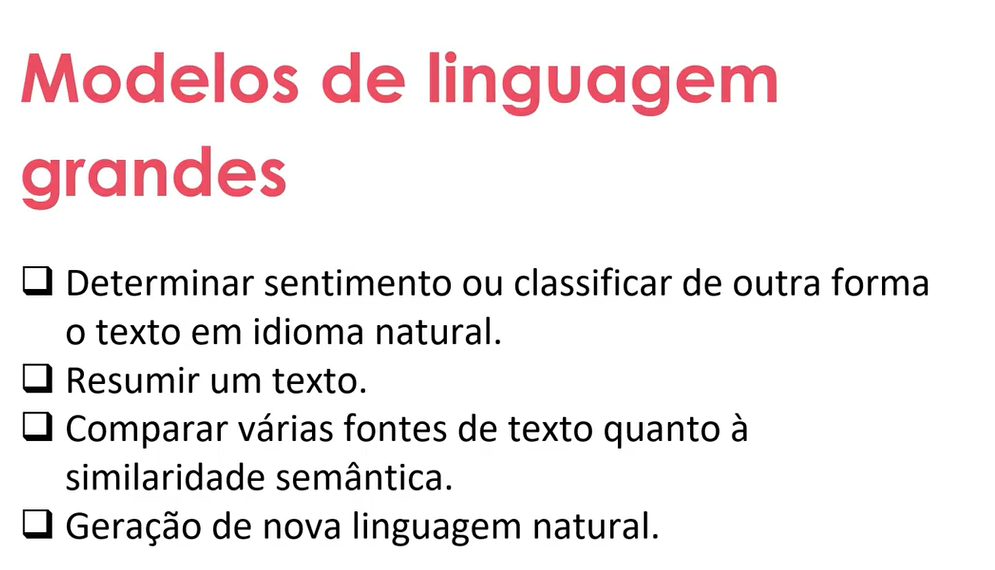 Modelos de linguagem
grandes
❑ Determinar sentimento ou classificar de outra forma
o texto em idioma natural.
❑ Resumir um texto.
❑ Comparar várias fontes de texto quanto à
similaridade semântica.
❑ Geração de nova linguagem natural.